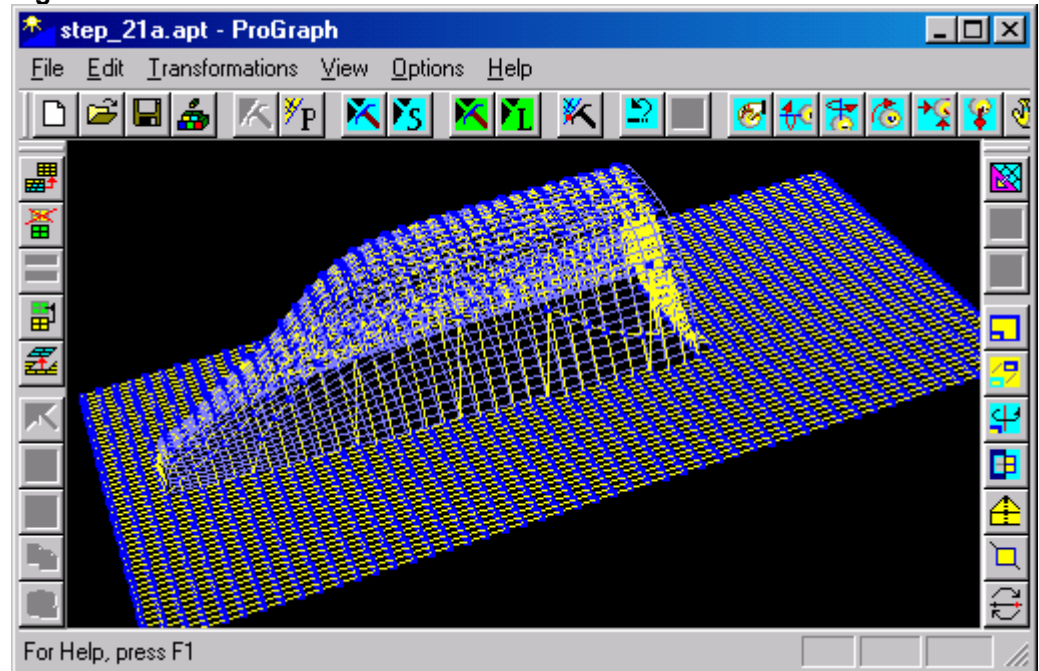 step_21a.apt - ProGraph
File Edit Transformations View Options Help
P S L
For Help, press F1